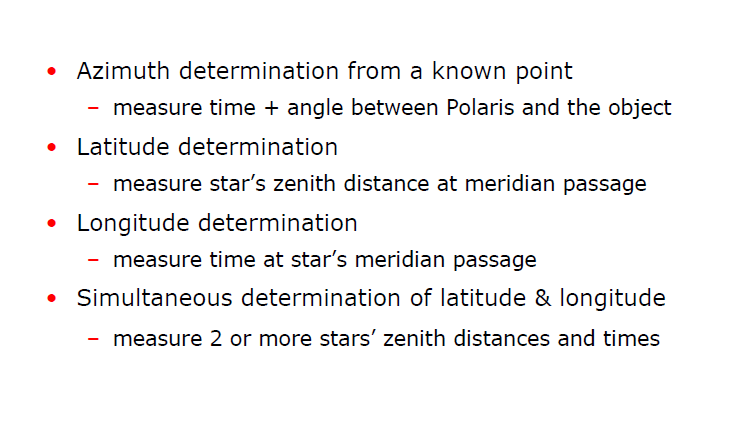 • Azimuth determination from a known point
– measure time + angle between Polaris and the object
• Latitude determination
– measure star’s zenith distance at meridian passage
• Longitude determination
– measure time at star’s meridian passage
• Simultaneous determination of latitude & longitude
– measure 2 or more stars’ zenith distances and times